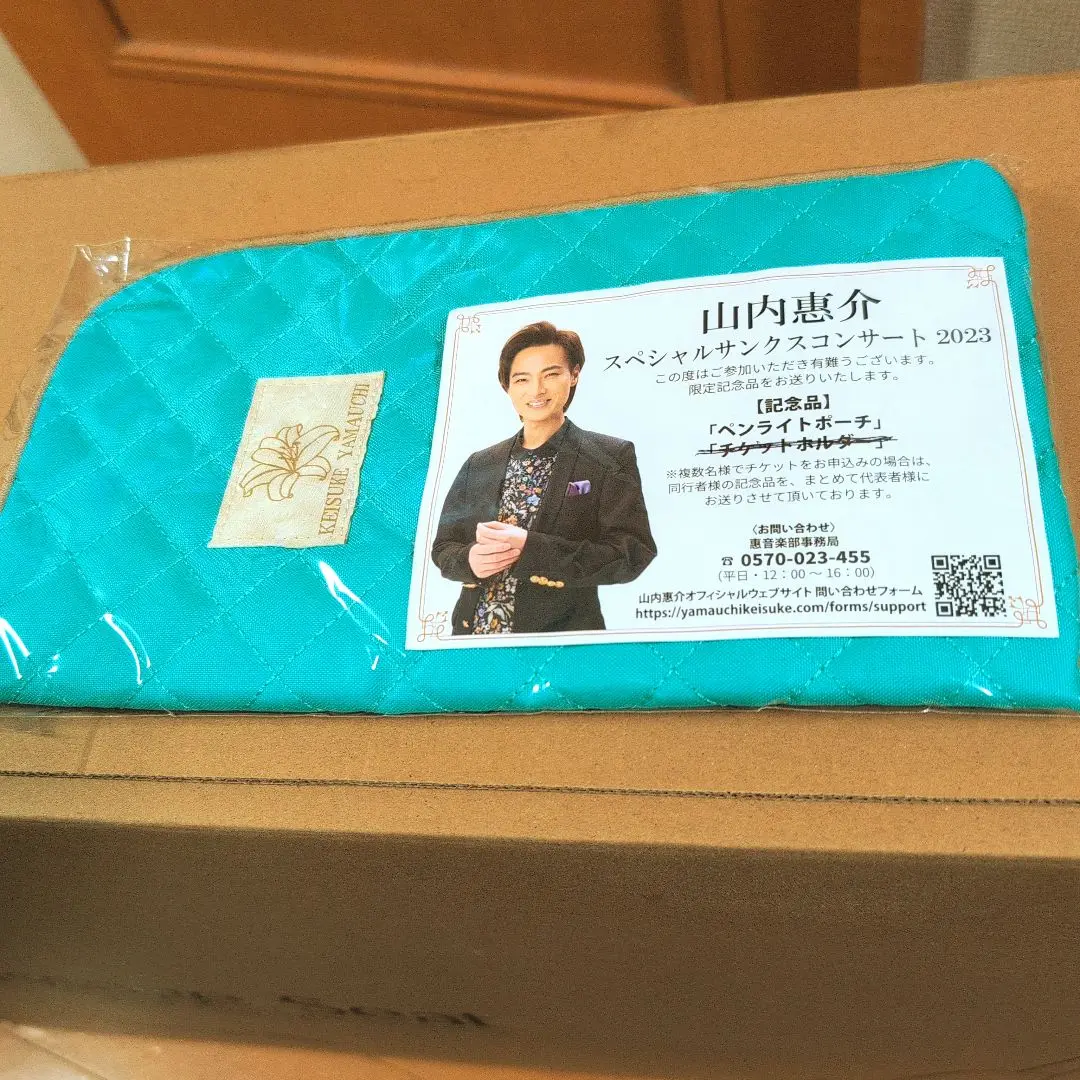 KEISUKE YAMAUCHI
山内惠介
スペシャルサンクスコンサート 2023
この度はご参加いただき有難うございます。
限定記念品をお送りいたします。
【記念品】
「ペンライトポーチ」
「チケットホルダー」
※複数名様でチケットをお申込みの場合は、
同行者様の記念品を、まとめて代表者様に
お送りさせて頂いております。
〈お問い合わせ〉
惠音楽部事務局
☎ 0570-023-455
(平日・12：00 〜 16：00)
山内惠介オフィシャルウェブサイト 問い合わせフォーム
https://yamauchikeisuke.com/forms/support